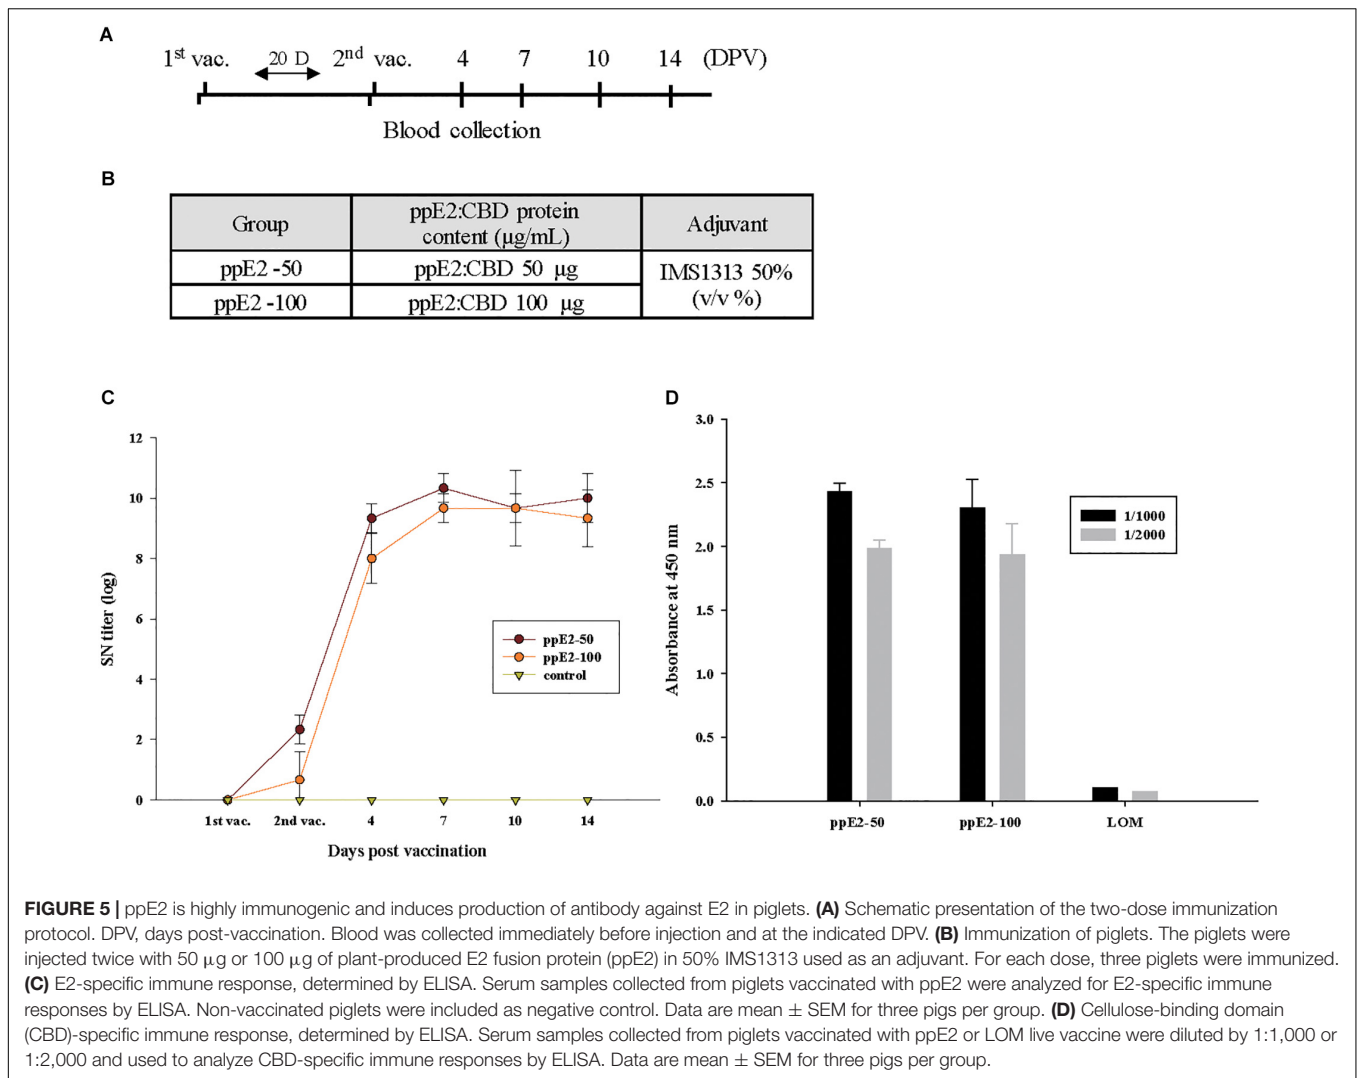 A
1st vac. 20 D 2nd vac. 4 7 10 14 (DPV)
Blood collection
B
Group ppE2:CBD protein content (µg/mL) Adjuvant
ppE2 -50 ppE2:CBD 50 µg IMS1313 50% (v/v %)
ppE2 -100 ppE2:CBD 100 µg
C
12
10
8
6
4
2
0
SN titer (log)
ppE2-50
ppE2-100
control
1st vac. 2nd vac. 4 7 10 14
Days post vaccination
D
3.0
2.5
2.0
1.5
1.0
0.5
0.0
Absorbance at 450 nm
1/1000
1/2000
ppE2-50 ppE2-100 LOM
FIGURE 5 | ppE2 is highly immunogenic and induces production of antibody against E2 in piglets. (A) Schematic presentation of the two-dose immunization
protocol. DPV, days post-vaccination. Blood was collected immediately before injection and at the indicated DPV. (B) Immunization of piglets. The piglets were
injected twice with 50 µg or 100 µg of plant-produced E2 fusion protein (ppE2) in 50% IMS1313 used as an adjuvant. For each dose, three piglets were immunized.
(C) E2-specific immune response, determined by ELISA. Serum samples collected from piglets vaccinated with ppE2 were analyzed for E2-specific immune
responses by ELISA. Non-vaccinated piglets were included as negative control. Data are mean ± SEM for three pigs per group. (D) Cellulose-binding domain
(CBD)-specific immune response, determined by ELISA. Serum samples collected from piglets vaccinated with ppE2 or LOM live vaccine were diluted by 1:1,000 or
1:2,000 and used to analyze CBD-specific immune responses by ELISA. Data are mean ± SEM for three pigs per group.